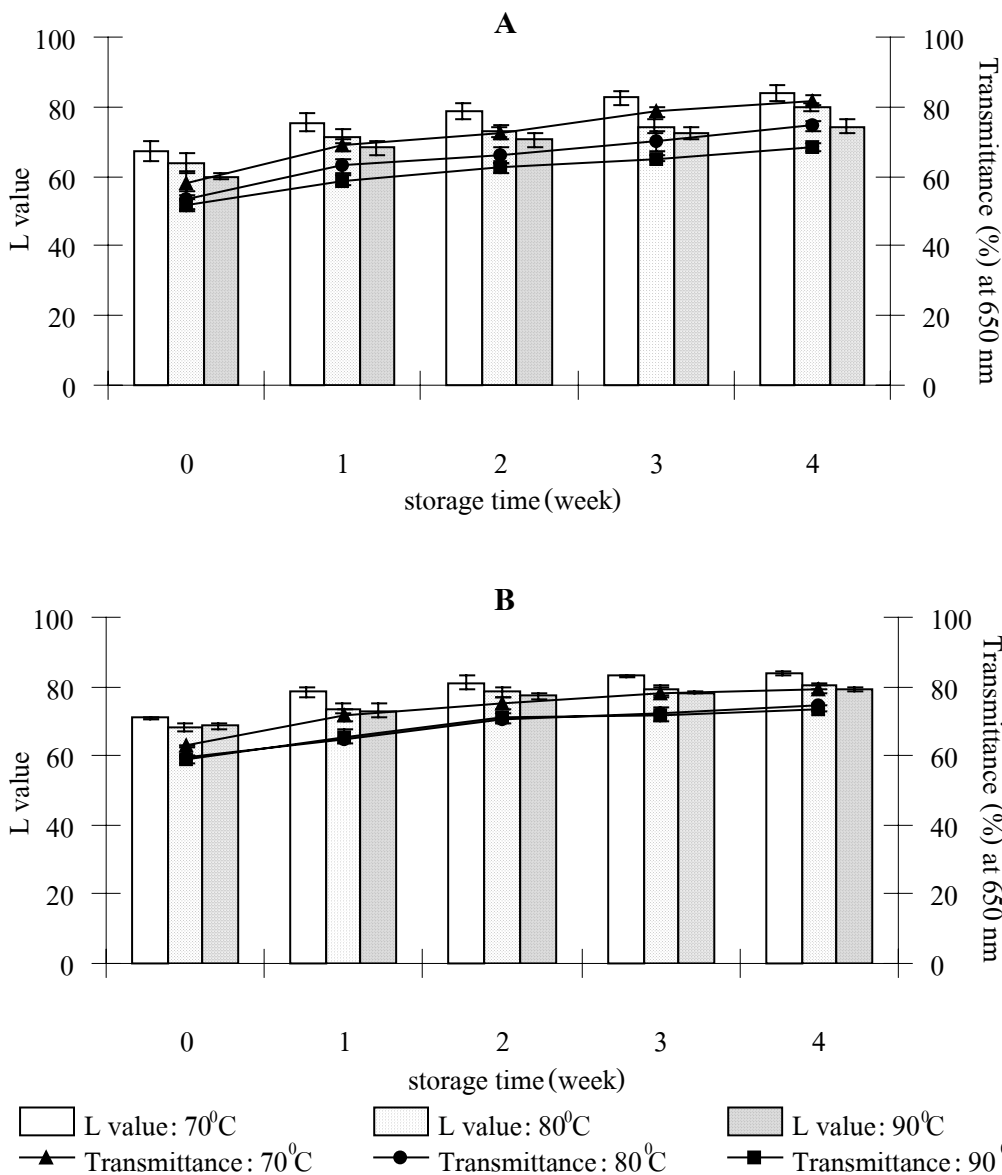 A
100 100
80 80
60 60
40 40
20 20
0 0
L value
Transmittance (%) at 650 nm
0 1 2 3 4
storage time (week)
B
100 100
80 80
60 60
40 40
20 20
0 0
L value
Transmittance (%) at 650 nm
0 1 2 3 4
storage time (week)
L value: 70⁰C L value: 80⁰C L value: 90⁰C
Transmittance: 70⁰C Transmittance: 80⁰C Transmittance: 90⁰